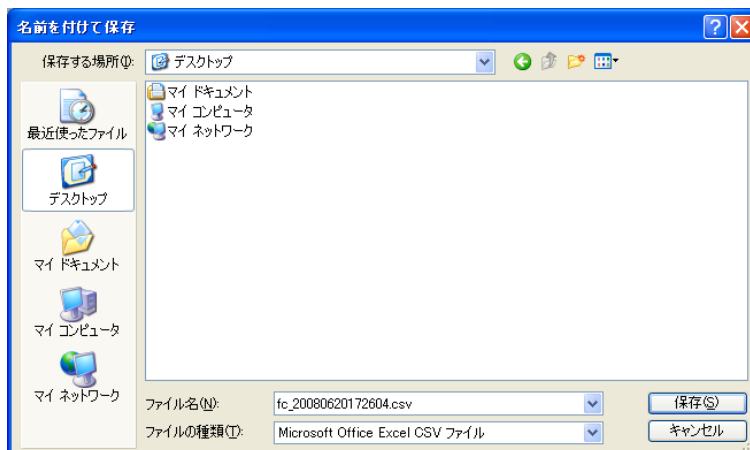 名前を付けて保存
保存する場所(I):
デスクトップ
最近使ったファイル
デスクトップ
マイ ドキュメント
マイ コンピュータ
マイ ネットワーク
マイ ドキュメント
マイ コンピュータ
マイ ネットワーク
ファイル名(N):
fc_20080620172604.csv
保存(S)
ファイルの種類(T):
Microsoft Office Excel CSV ファイル
キャンセル